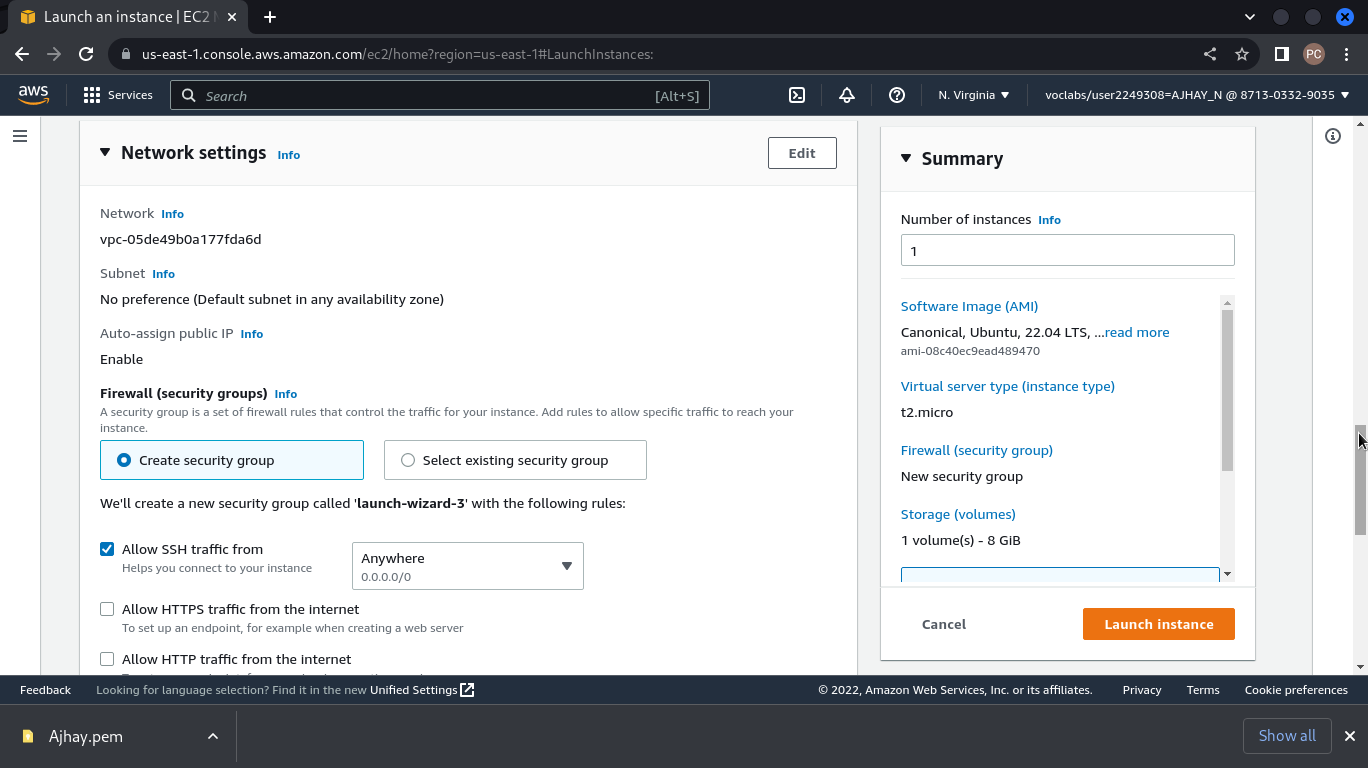 Launch an instance | EC2
us-east-1.console.aws.amazon.com/ec2/home?region=us-east-1#LaunchInstances:
PC
aws
Services
Search
[Alt+S]
N. Virginia
voclabs/user2249308=AJHAY_N @ 8713-0332-9035
Network settings Info
Edit
Network Info
vpc-05de49b0a177fda6d
Subnet Info
No preference (Default subnet in any availability zone)
Auto-assign public IP Info
Enable
Firewall (security groups) Info
A security group is a set of firewall rules that control the traffic for your instance. Add rules to allow specific traffic to reach your
instance.
Create security group
Select existing security group
We'll create a new security group called 'launch-wizard-3' with the following rules:
Allow SSH traffic from
Helps you connect to your instance
Anywhere
0.0.0.0/0
Allow HTTPS traffic from the internet
To set up an endpoint, for example when creating a web server
Allow HTTP traffic from the internet
Summary
Number of instances Info
1
Software Image (AMI)
Canonical, Ubuntu, 22.04 LTS, ...read more
ami-08c40ec9ead489470
Virtual server type (instance type)
t2.micro
Firewall (security group)
New security group
Storage (volumes)
1 volume(s) - 8 GiB
Cancel
Launch instance
Feedback
Looking for language selection? Find it in the new Unified Settings
© 2022, Amazon Web Services, Inc. or its affiliates.
Privacy
Terms
Cookie preferences
Ajhay.pem
Show all